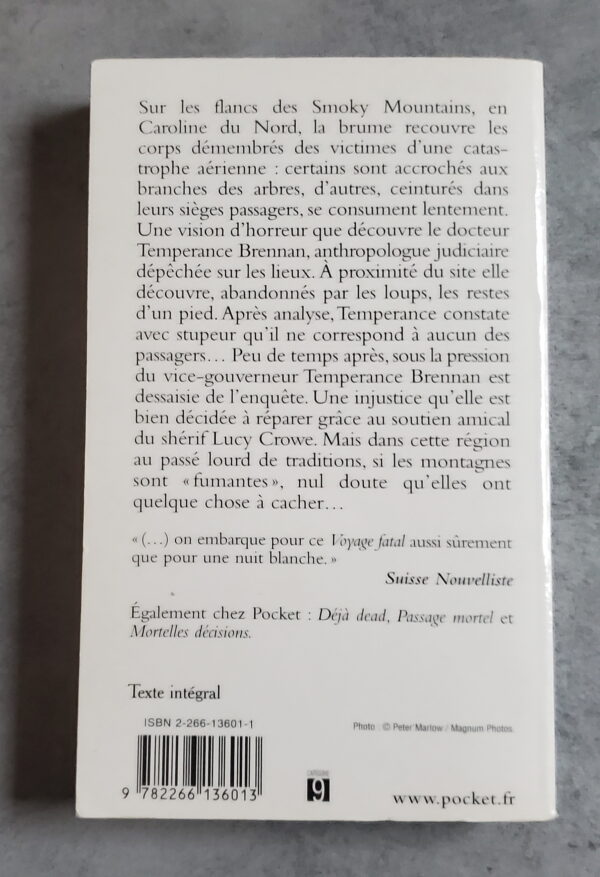 Sur les flancs des Smoky Mountains, en
Caroline du Nord, la brume recouvre les
corps démembrés des victimes d'une catas-
trophe aérienne : certains sont accrochés aux
branches des arbres, d'autres, ceinturés dans
leurs sièges passagers, se consument lentement.
Une vision d'horreur que découvre le docteur
Temperance Brennan, anthropologue judiciaire
dépêchée sur les lieux. À proximité du site elle
découvre, abandonnés par les loups, les restes
d'un pied. Après analyse, Temperance constate
avec stupeur qu'il ne correspond à aucun des
passagers... Peu de temps après, sous la pression
du vice-gouverneur Temperance Brennan est
dessaisie de l'enquête. Une injustice qu'elle est
bien décidée à réparer grâce au soutien amical
du shérif Lucy Crowe. Mais dans cette région
au passé lourd de traditions, si les montagnes
sont « fumantes », nul doute qu'elles ont
quelque chose à cacher...
« (...) on embarque pour ce Voyage fatal aussi sûrement
que pour une nuit blanche. »
Suisse Nouvelliste
Également chez Pocket : Déjà dead, Passage mortel et
Mortelles décisions.
Texte intégral
ISBN 2-266-13601-1
Photo : © Peter Marlow / Magnum Photos
9 782266 136013
9
www.pocket.fr